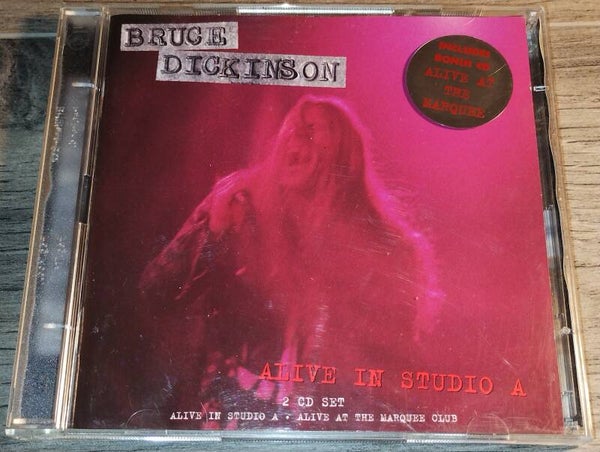 BRUCE
DICKINSON
INCLUDES
BONUS CD
ALIVE AT
THE
MARQUEE
ALIVE IN STUDIO A
2 CD SET
ALIVE IN STUDIO A • ALIVE AT THE MARQUEE CLUB